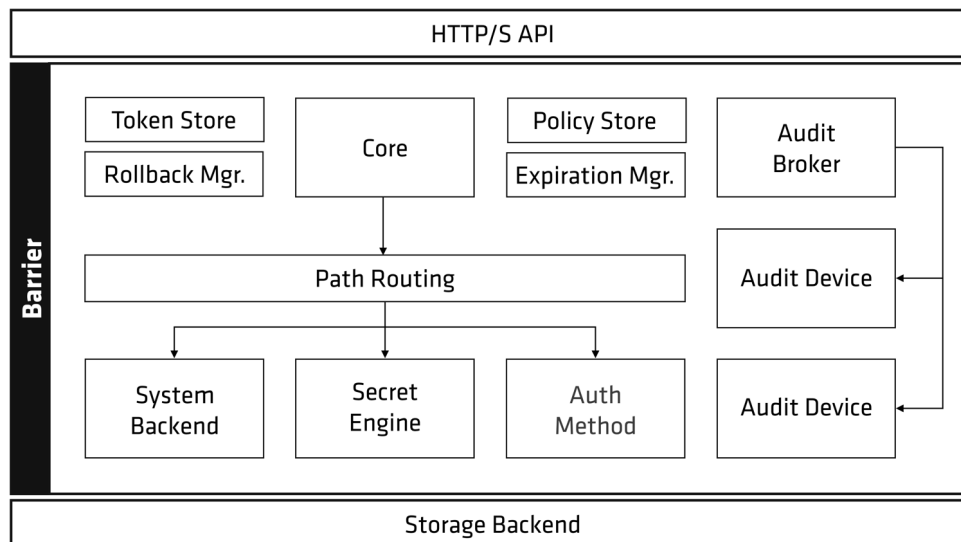 HTTP/S API
Barrier
Token Store
Rollback Mgr.
Core
Policy Store
Expiration Mgr.
Audit
Broker
Path Routing
Audit Device
System
Backend
Secret
Engine
Auth
Method
Audit Device
Storage Backend